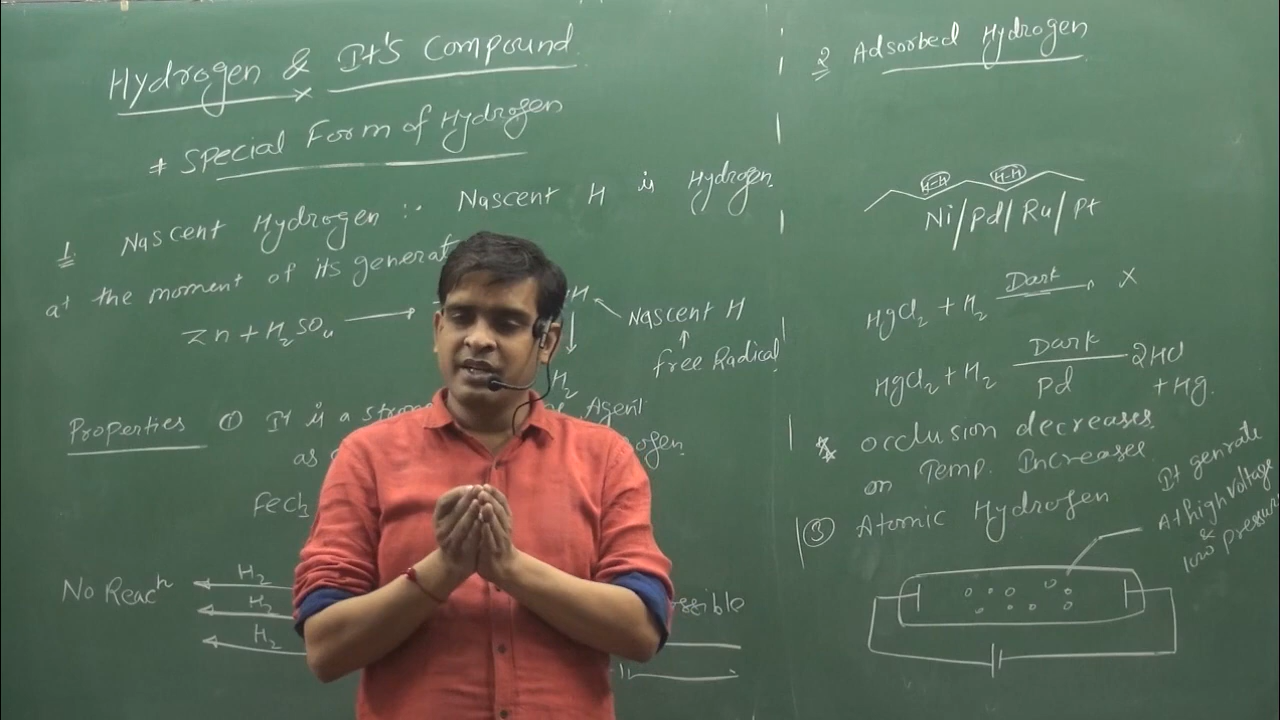 Hydrogen & It's Compound
* Special Form of Hydrogen
1. Nascent Hydrogen :- Nascent H is Hydrogen
at the moment of its generat
Zn + H2SO4 → H ← Nascent H
↑
free Radical
H2
Properties ① It is a stron Agent
as ogen
FeCl3
No Reacn ← H2 ssible
← H2
← H2
2 Adsorbed Hydrogen
H-H H-H
Ni/Pd/Ru/Pt
HgCl2 + H2 Dark → X
HgCl2 + H2 Dark Pd 2HCl
+ Hg.
* occlusion decreases
on Temp. Increases
③ Atomic Hydrogen
It genrate
At high Voltage
&
low pressure